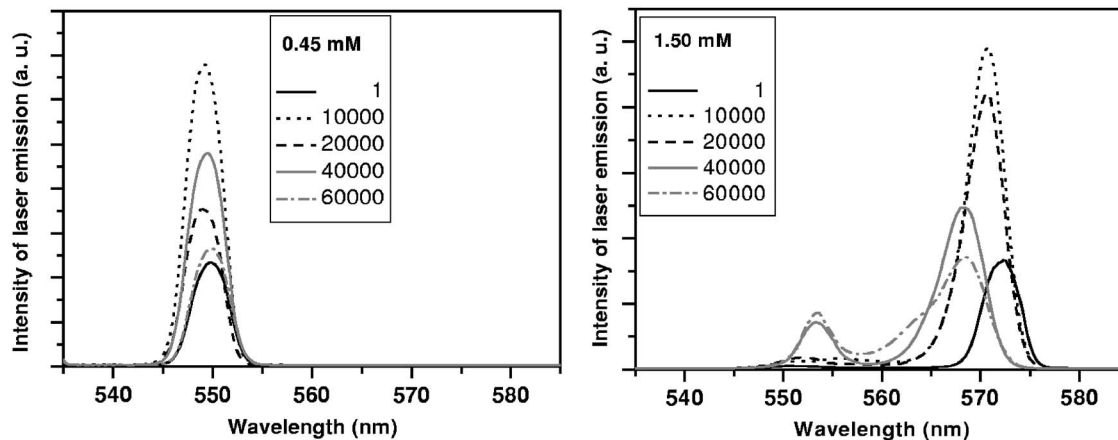 Intensity of laser emission (a. u.)
0.45 mM
1
10000
20000
40000
60000
540 550 560 570 580
Wavelength (nm)
Intensity of laser emission (a. u.)
1.50 mM
1
10000
20000
40000
60000
540 550 560 570 580
Wavelength (nm)